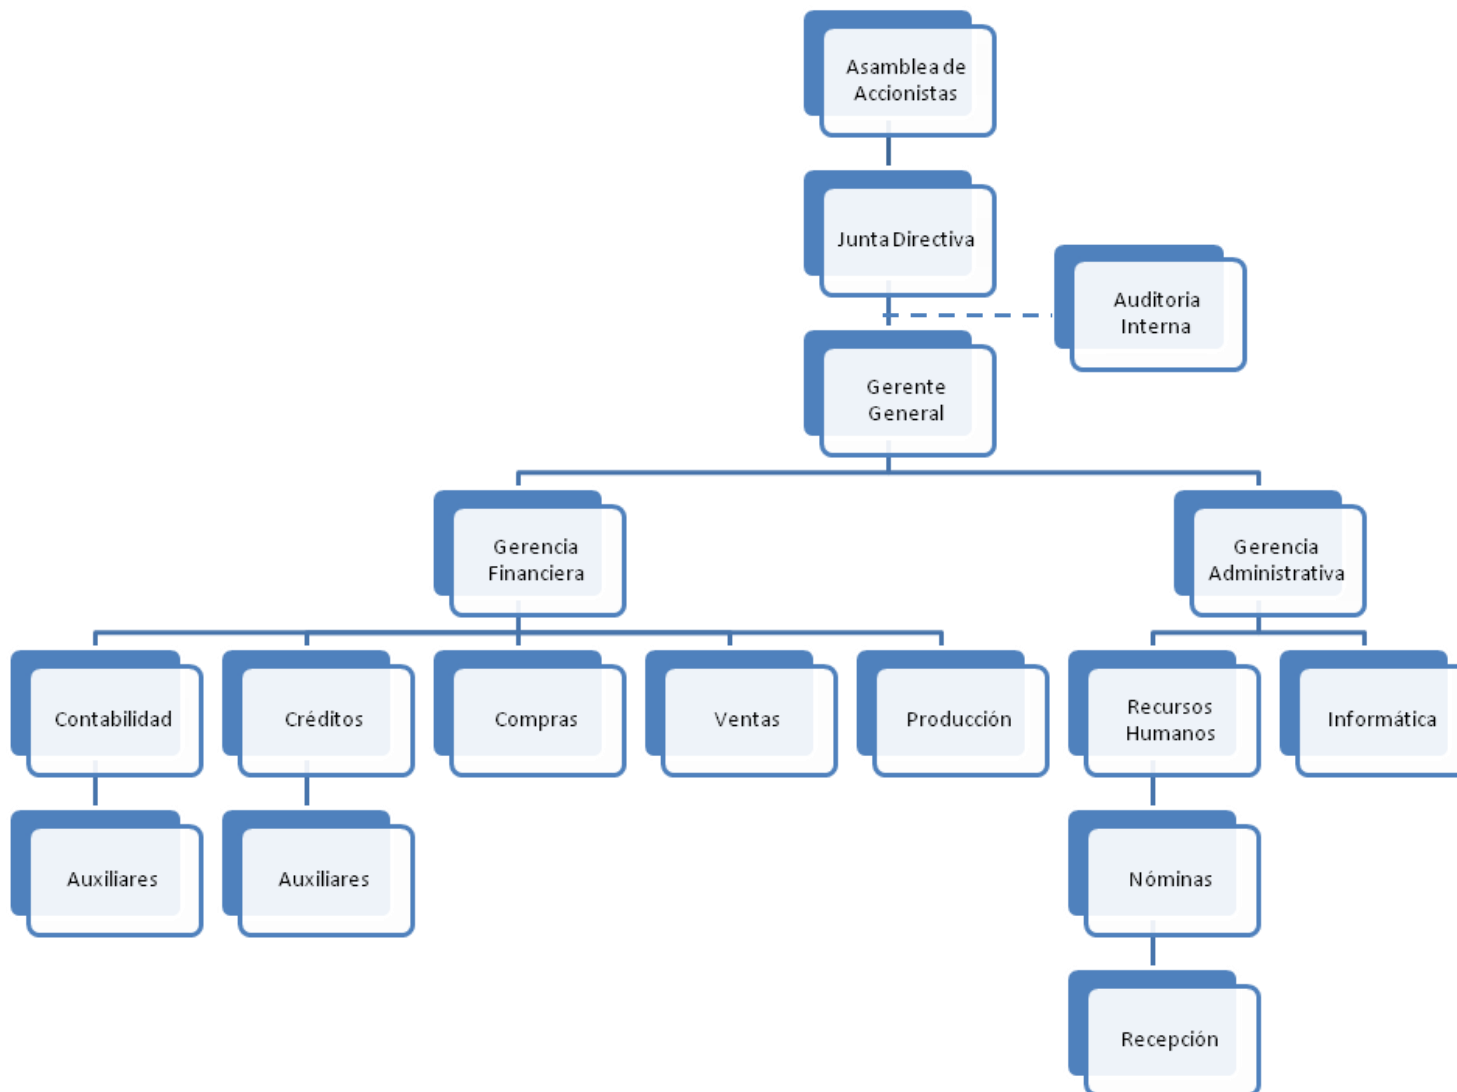 Asamblea de
Accionistas
Junta Directiva
Auditoria
Interna
Gerente
General
Gerencia
Financiera
Gerencia
Administrativa
Contabilidad
Créditos
Compras
Ventas
Producción
Recursos
Humanos
Informática
Auxiliares
Auxiliares
Nóminas
Recepción